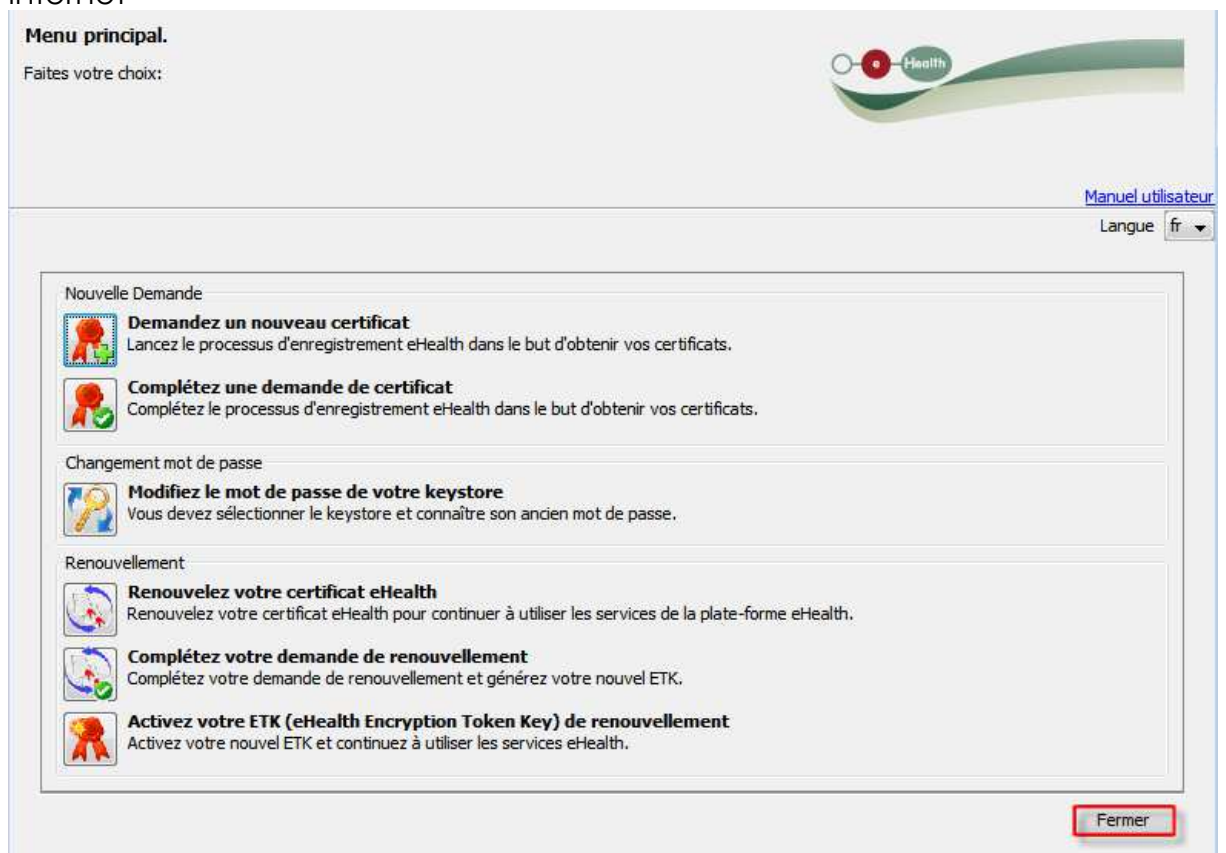 Menu principal.
Faites votre choix:
e Health
Manuel utilisateur
Langue fr
Nouvelle Demande
Demandez un nouveau certificat
Lancez le processus d'enregistrement eHealth dans le but d'obtenir vos certificats.
Complétez une demande de certificat
Complétez le processus d'enregistrement eHealth dans le but d'obtenir vos certificats.
Changement mot de passe
Modifiez le mot de passe de votre keystore
Vous devez sélectionner le keystore et connaître son ancien mot de passe.
Renouvellement
Renouvelez votre certificat eHealth
Renouvelez votre certificat eHealth pour continuer à utiliser les services de la plate-forme eHealth.
Complétez votre demande de renouvellement
Complétez votre demande de renouvellement et générez votre nouvel ETK.
Activez votre ETK (eHealth Encryption Token Key) de renouvellement
Activez votre nouvel ETK et continuez à utiliser les services eHealth.
Fermer